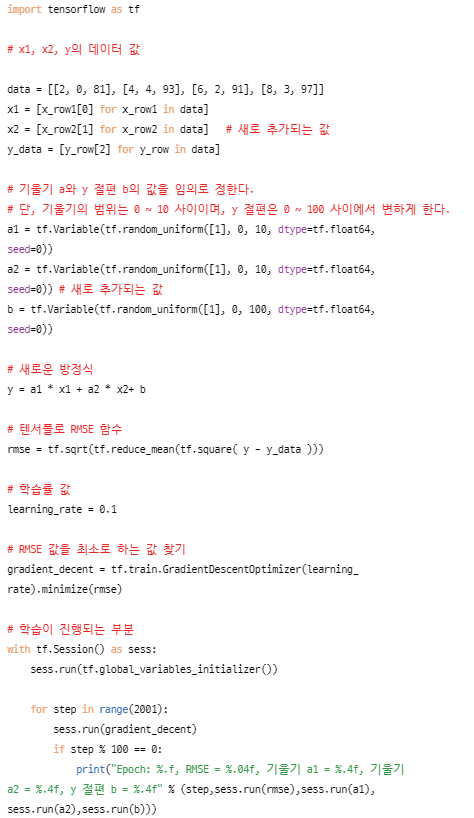 import tensorflow as tf
# x1, x2, y의 데이터 값
data = [[2, 0, 81], [4, 4, 93], [6, 2, 91], [8, 3, 97]]
x1 = [x_row1[0] for x_row1 in data]
x2 = [x_row2[1] for x_row2 in data]   # 새로 추가되는 값
y_data = [y_row[2] for y_row in data]
# 기울기 a와 y 절편 b의 값을 임의로 정한다.
# 단, 기울기의 범위는 0 ~ 10 사이이며, y 절편은 0 ~ 100 사이에서 변하게 한다.
a1 = tf.Variable(tf.random_uniform([1], 0, 10, dtype=tf.float64,
seed=0))
a2 = tf.Variable(tf.random_uniform([1], 0, 10, dtype=tf.float64,
seed=0)) # 새로 추가되는 값
b = tf.Variable(tf.random_uniform([1], 0, 100, dtype=tf.float64,
seed=0))
# 새로운 방정식
y = a1 * x1 + a2 * x2+ b
# 텐서플로 RMSE 함수
rmse = tf.sqrt(tf.reduce_mean(tf.square( y - y_data )))
# 학습률 값
learning_rate = 0.1
# RMSE 값을 최소로 하는 값 찾기
gradient_decent = tf.train.GradientDescentOptimizer(learning_
rate).minimize(rmse)
# 학습이 진행되는 부분
with tf.Session() as sess:
    sess.run(tf.global_variables_initializer())
    for step in range(2001):
        sess.run(gradient_decent)
        if step % 100 == 0:
            print("Epoch: %.f, RMSE = %.04f, 기울기 a1 = %.4f, 기울기
a2 = %.4f, y 절편 b = %.4f" % (step,sess.run(rmse),sess.run(a1),
sess.run(a2),sess.run(b)))